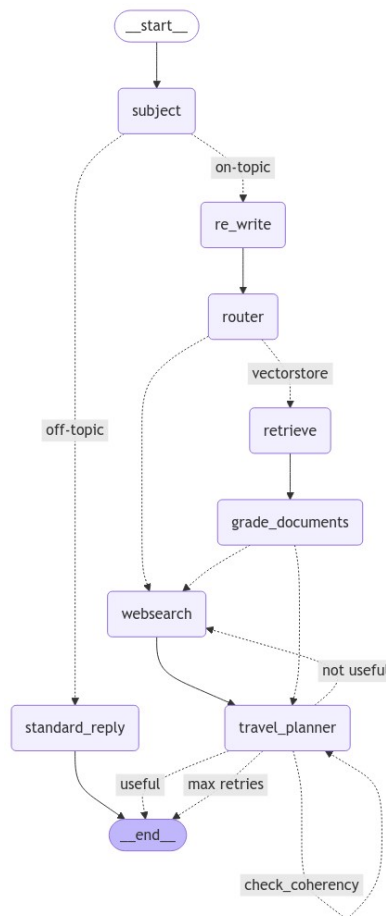 __start__
subject
on-topic
re_write
router
vectorstore
retrieve
off-topic
grade_documents
websearch
not useful
standard_reply
travel_planner
useful
max retries
__end__
check_coherency